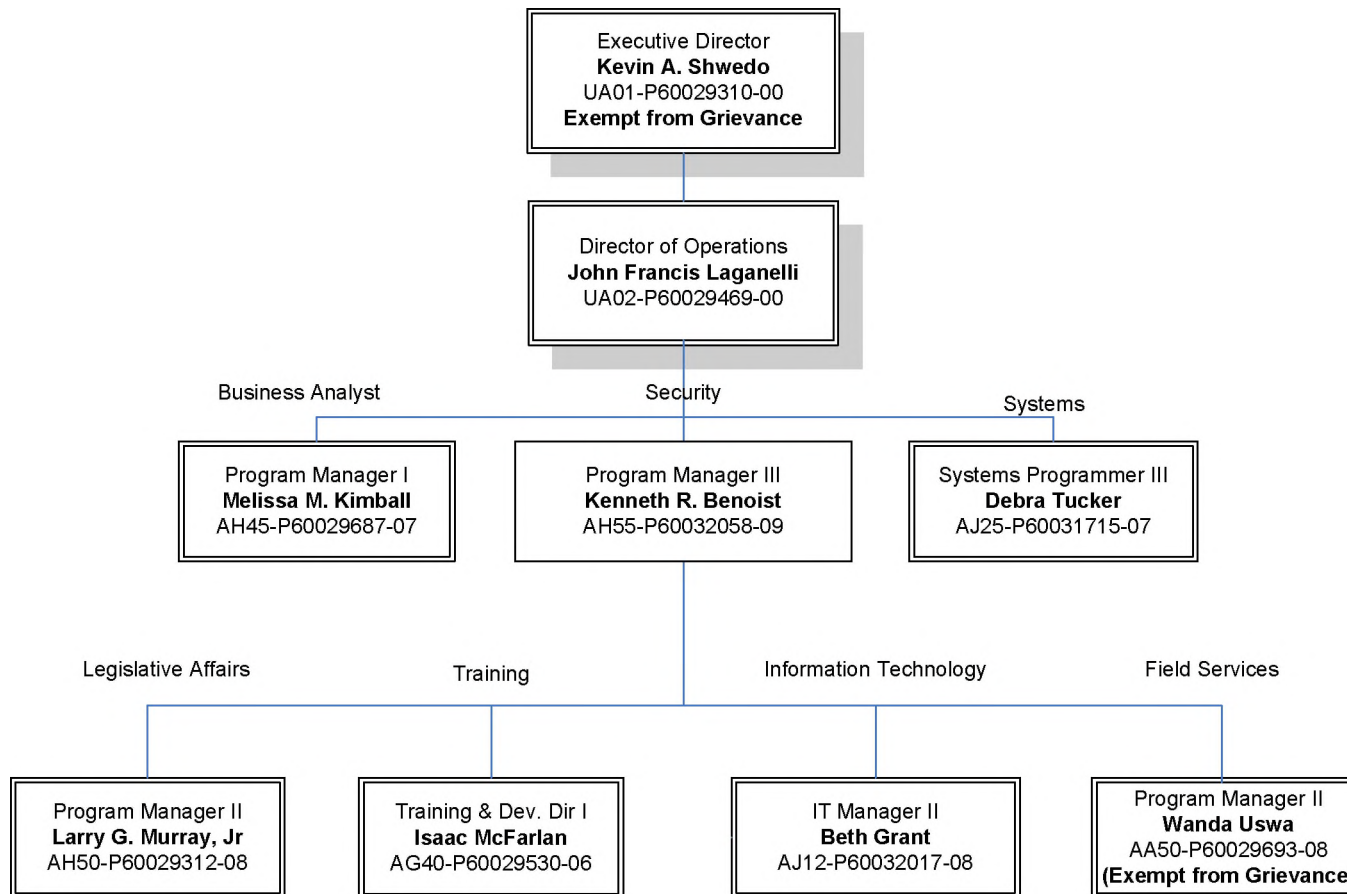 Executive Director
Kevin A. Shwedo
UA01-P60029310-00
Exempt from Grievance
Director of Operations
John Francis Laganelli
UA02-P60029469-00
Business Analyst
Security
Systems
Program Manager I
Melissa M. Kimball
AH45-P60029687-07
Program Manager III
Kenneth R. Benoist
AH55-P60032058-09
Systems Programmer III
Debra Tucker
AJ25-P60031715-07
Legislative Affairs
Training
Information Technology
Field Services
Program Manager II
Larry G. Murray, Jr
AH50-P60029312-08
Training & Dev. Dir I
Isaac McFarlan
AG40-P60029530-06
IT Manager II
Beth Grant
AJ12-P60032017-08
Program Manager II
Wanda Uswa
AA50-P60029693-08
(Exempt from Grievance